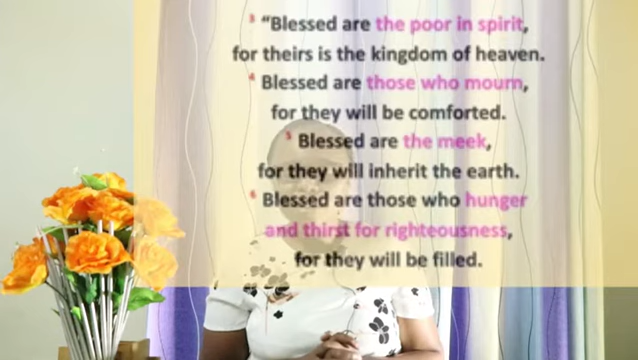 ³ “Blessed are the poor in spirit,
for theirs is the kingdom of heaven.
⁴ Blessed are those who mourn,
for they will be comforted.
⁵ Blessed are the meek,
for they will inherit the earth.
⁶ Blessed are those who hunger
and thirst for righteousness,
for they will be filled.